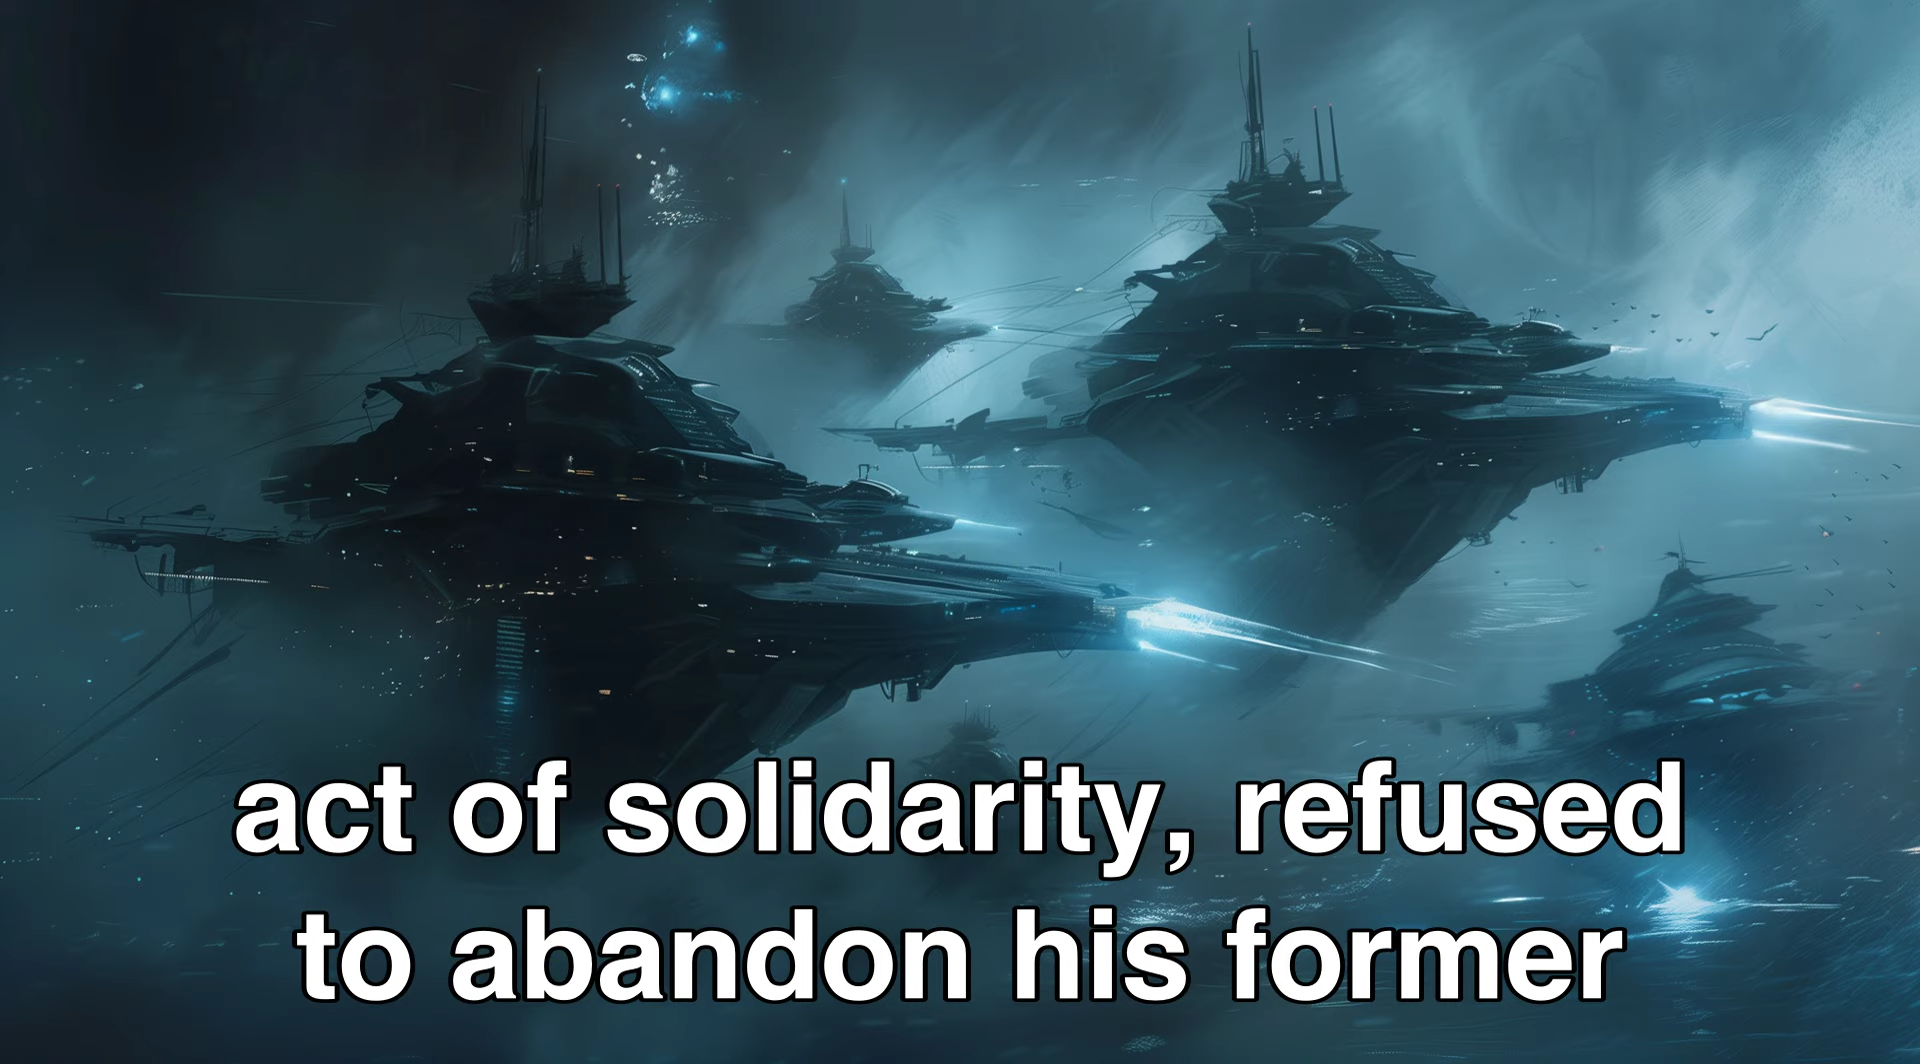 act of solidarity, refused
to abandon his former